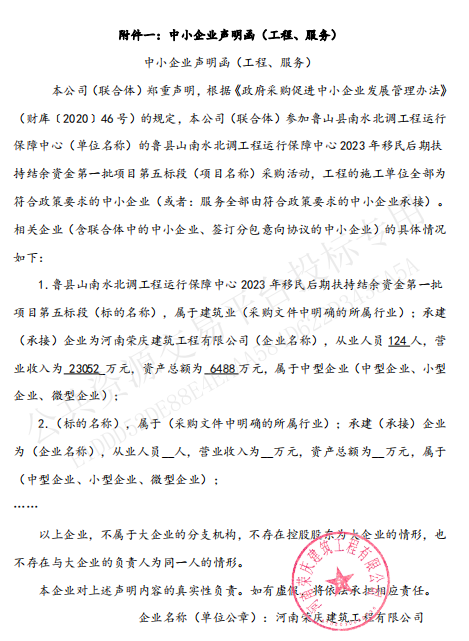 附件一：中小企业声明函（工程、服务）
中小企业声明函（工程、服务）
本公司（联合体）郑重声明，根据《政府采购促进中小企业发展管理办法》
（财库〔2020〕46号）的规定，本公司（联合体）参加鲁山县南水北调工程运行
保障中心（单位名称）的鲁县山南水北调工程运行保障中心2023年移民后期扶
持结余资金第一批项目第五标段（项目名称）采购活动，工程的施工单位全部为
符合政策要求的中小企业（或者：服务全部由符合政策要求的中小企业承接）。
相关企业（含联合体中的中小企业、签订分包意向协议的中小企业）的具体情况
如下：
1.鲁县山南水北调工程运行保障中心2023年移民后期扶持结余资金第一批
项目第五标段（标的名称），属于建筑业（采购文件中明确的所属行业）；承建
（承接）企业为河南荣庆建筑工程有限公司（企业名称），从业人员124人，营
业收入为 23052 万元，资产总额为 6488万元，属于中型企业（中型企业、小型
企业、微型企业）；
2.（标的名称），属于（采购文件中明确的所属行业）；承建（承接）企业
为（企业名称），从业人员__人，营业收入为__万元，资产总额为__万元，属于
（中型企业、小型企业、微型企业）；
……
以上企业，不属于大企业的分支机构，不存在控股股东为大企业的情形，也
不存在与大企业的负责人为同一人的情形。
本企业对上述声明内容的真实性负责。如有虚假，将依法承担相应责任。
企业名称（单位公章）：河南荣庆建筑工程有限公司
河南荣庆建筑工程有限公司
公共资源交易平台投标专用